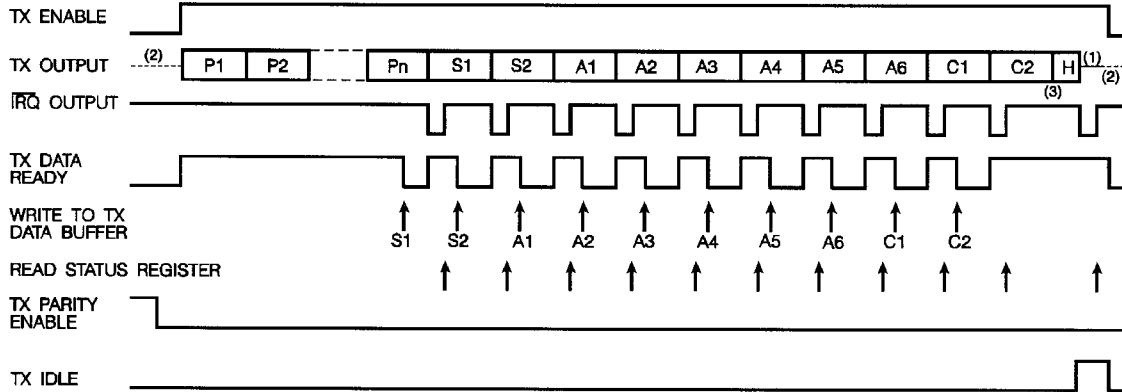 TX ENABLE
(2)
TX OUTPUT P1 P2 Pn S1 S2 A1 A2 A3 A4 A5 A6 C1 C2 H (1)
(2)
(3)
IRQ OUTPUT
TX DATA
READY
WRITE TO TX
DATA BUFFER
S1 S2 A1 A2 A3 A4 A5 A6 C1 C2
READ STATUS REGISTER
TX PARITY
ENABLE
TX IDLE